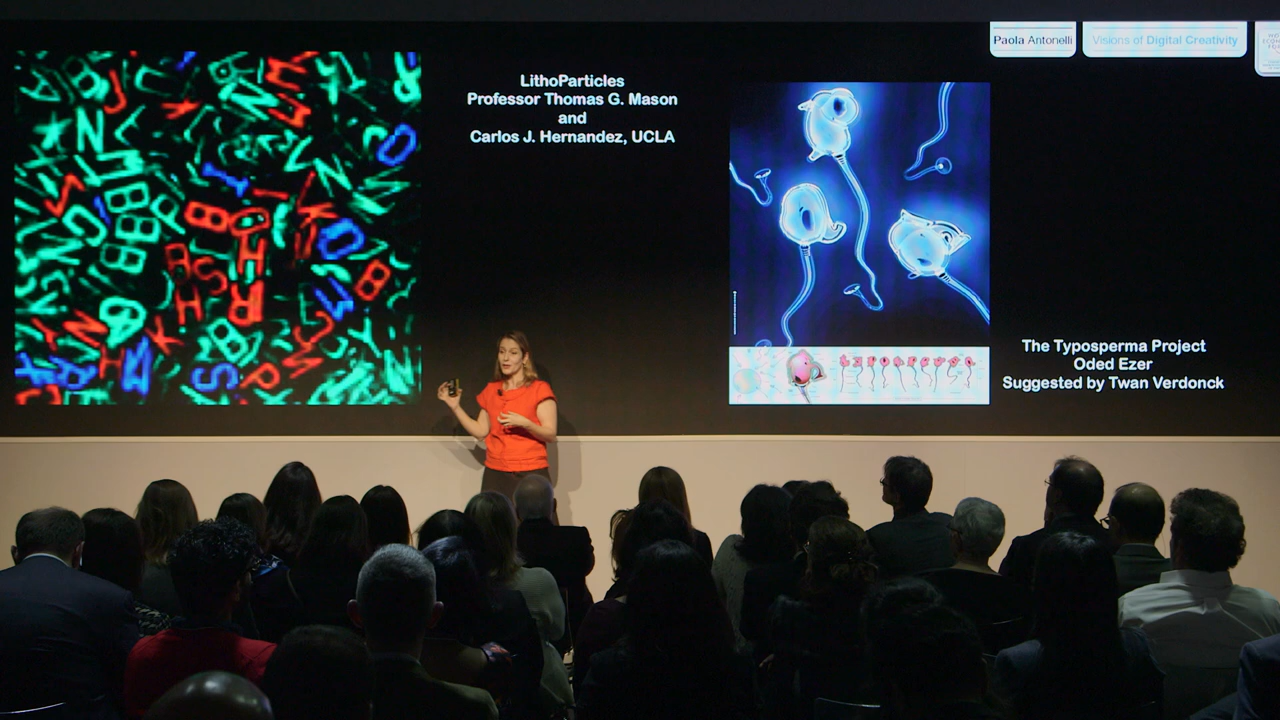 Paola Antonelli
Visions of Digital Creativity
LithoParticles
Professor Thomas G. Mason
and
Carlos J. Hernandez, UCLA
The Typosperma Project
Oded Ezer
Suggested by Twan Verdonck